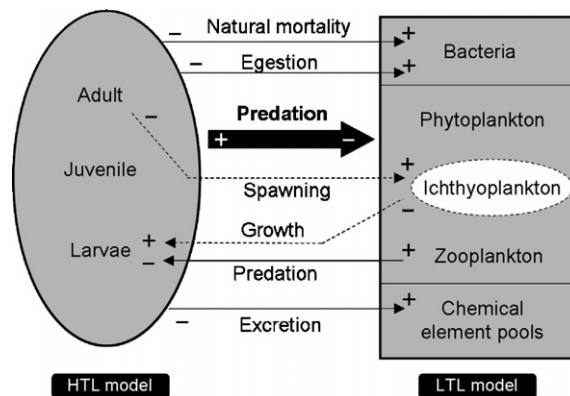 Natural mortality
Egestion
Bacteria
Adult
Predation
Phytoplankton
Juvenile
Spawning
Ichthyoplankton
Growth
Larvae
Predation
Zooplankton
Excretion
Chemical
element pools
HTL model
LTL model
− +
− +
−
+ −
+
−
+
− +
− +